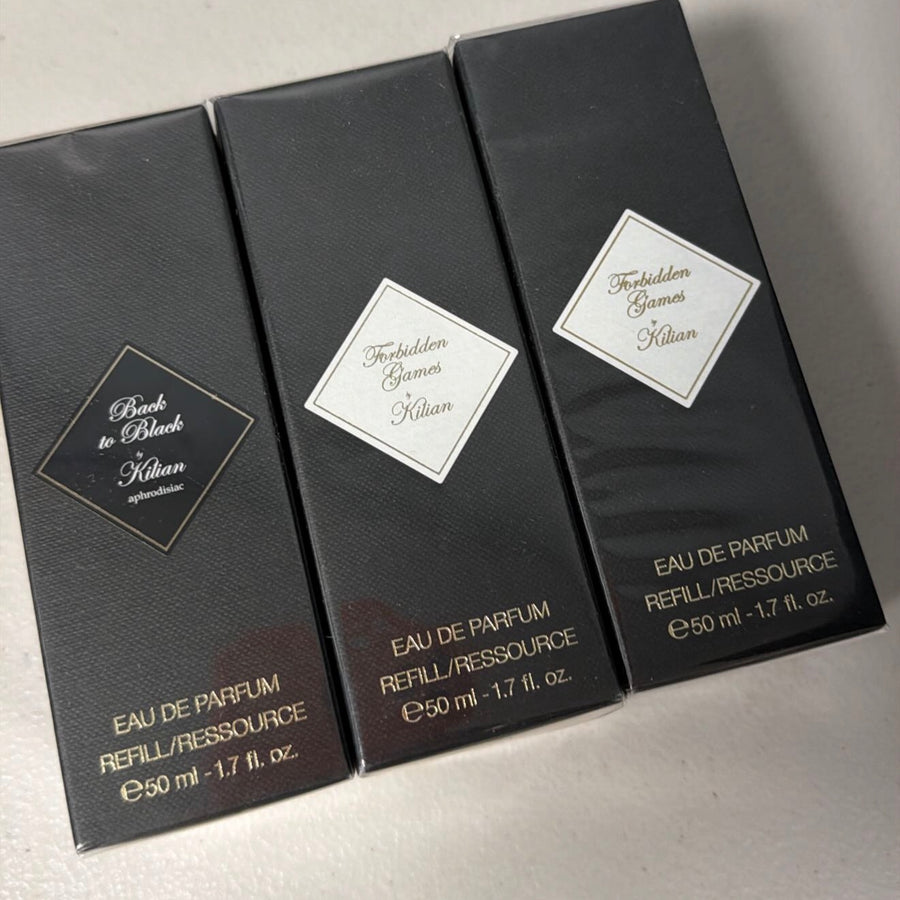 Back
to Black
by
Kilian
aphrodisiac
EAU DE PARFUM
REFILL/RESSOURCE
℮50 ml - 1.7 fl. oz.
Forbidden
Games
by
Kilian
EAU DE PARFUM
REFILL/RESSOURCE
℮50 ml - 1.7 fl. oz.
Forbidden
Games
by
Kilian
EAU DE PARFUM
REFILL/RESSOURCE
℮50 ml - 1.7 fl. oz.